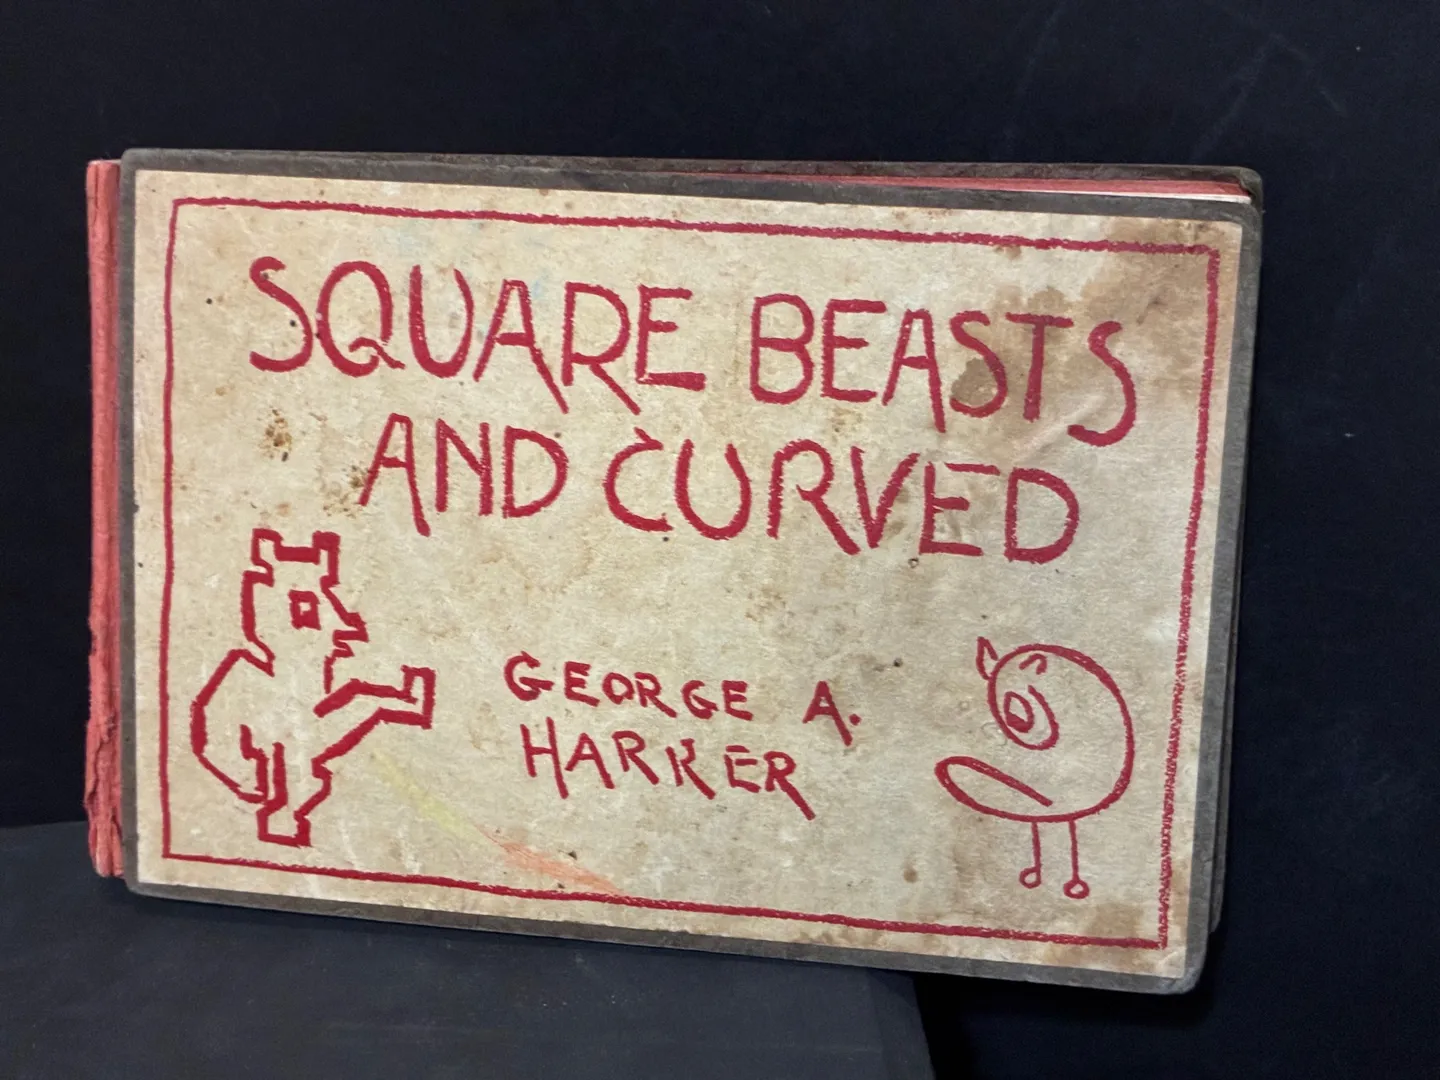 SQUARE BEASTS
AND CURVED
GEORGE A.
HARKER